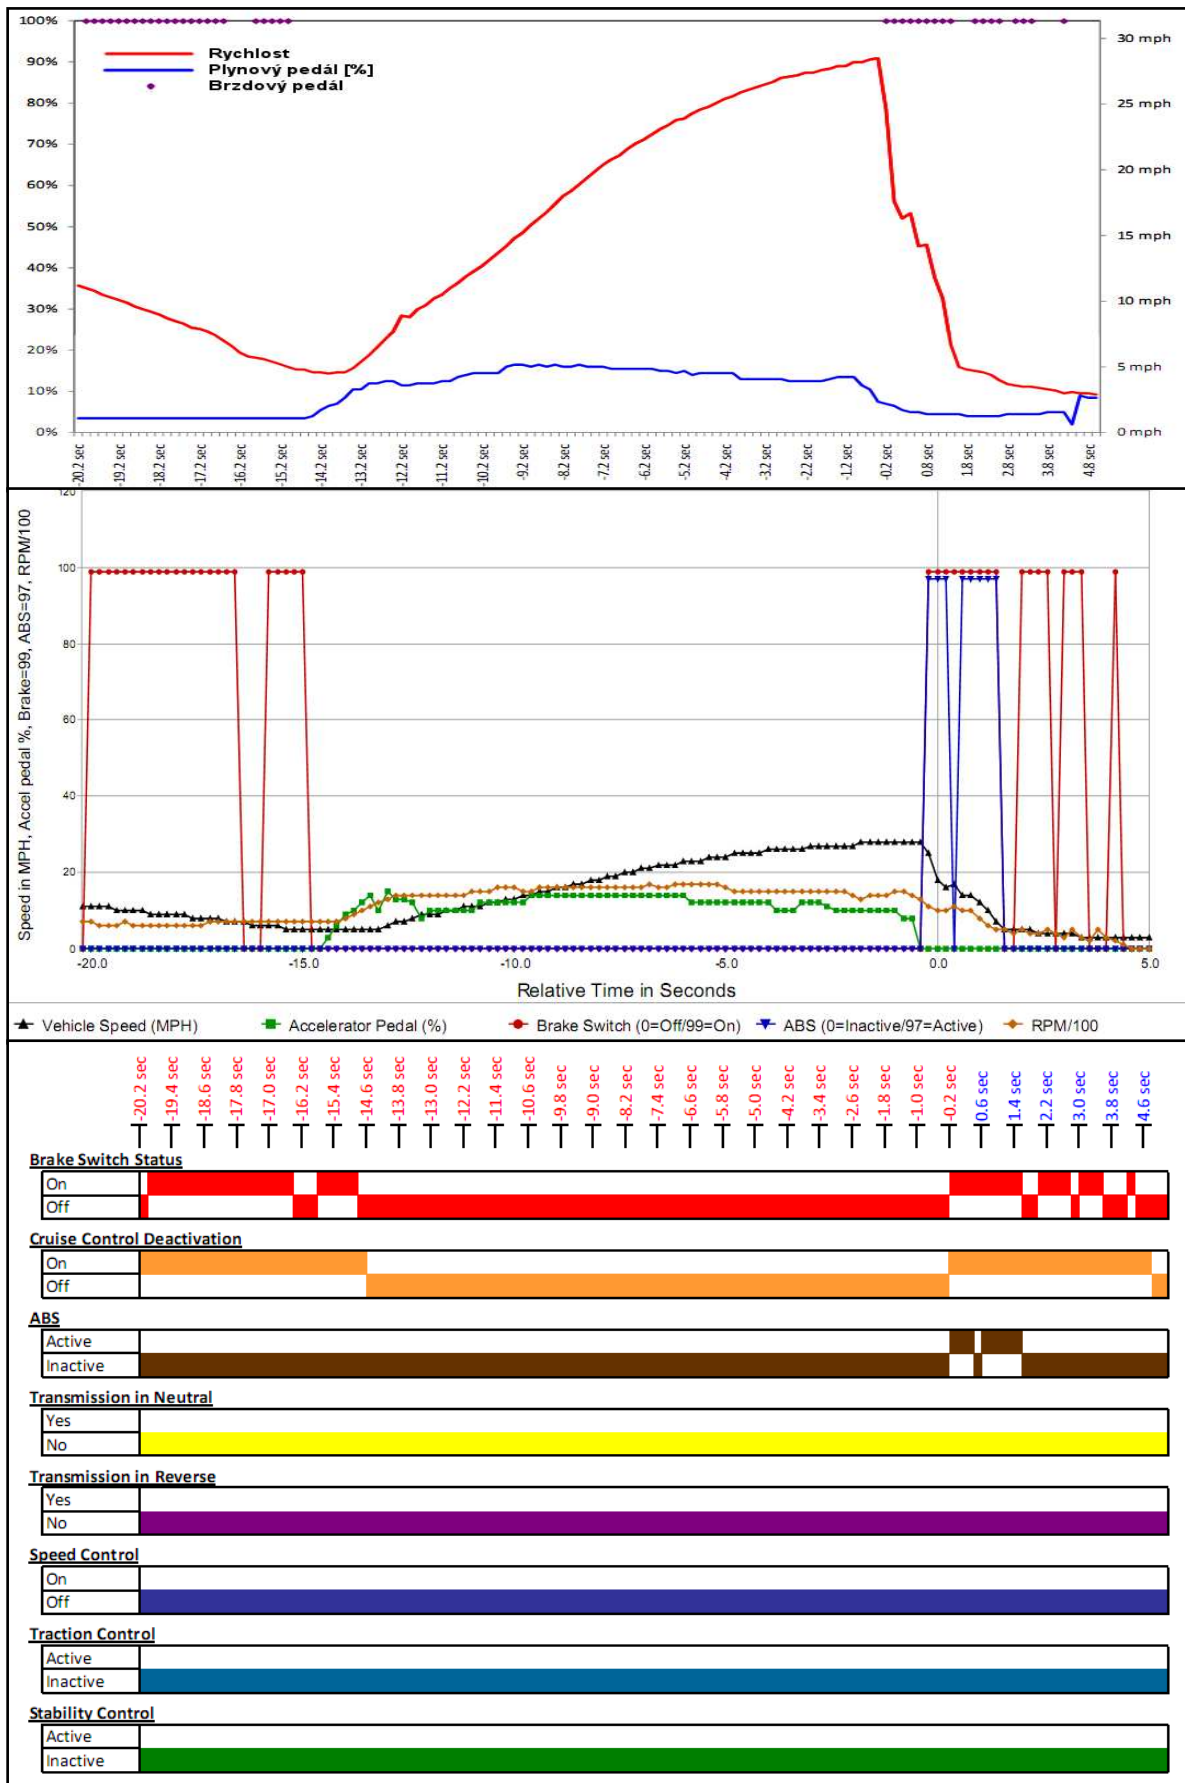 100%
90%
80%
70%
60%
50%
40%
30%
20%
10%
0%
Rychlost
Plynový pedál [%]
Brzdový pedál
30 mph
25 mph
20 mph
15 mph
10 mph
5 mph
0 mph
-20.2 sec
-19.2 sec
-18.2 sec
-17.2 sec
-16.2 sec
-15.2 sec
-14.2 sec
-13.2 sec
-12.2 sec
-11.2 sec
-10.2 sec
-9.2 sec
-8.2 sec
-7.2 sec
-6.2 sec
-5.2 sec
-4.2 sec
-3.2 sec
-2.2 sec
-1.2 sec
-0.2 sec
0.8 sec
1.8 sec
2.8 sec
3.8 sec
4.8 sec
Speed in MPH, Accel pedal %, Brake=99, ABS=97, RPM/100
120
100
80
60
40
20
0
-20.0 -15.0 -10.0 -5.0 0.0 5.0
Relative Time in Seconds
Vehicle Speed (MPH) Accelerator Pedal (%) Brake Switch (0=Off/99=On) ABS (0=Inactive/97=Active) RPM/100
-20.2 sec
-19.4 sec
-18.6 sec
-17.8 sec
-17.0 sec
-16.2 sec
-15.4 sec
-14.6 sec
-13.8 sec
-13.0 sec
-12.2 sec
-11.4 sec
-10.6 sec
-9.8 sec
-9.0 sec
-8.2 sec
-7.4 sec
-6.6 sec
-5.8 sec
-5.0 sec
-4.2 sec
-3.4 sec
-2.6 sec
-1.8 sec
-1.0 sec
-0.2 sec
0.6 sec
1.4 sec
2.2 sec
3.0 sec
3.8 sec
4.6 sec
Brake Switch Status
On
Off
Cruise Control Deactivation
On
Off
ABS
Active
Inactive
Transmission in Neutral
Yes
No
Transmission in Reverse
Yes
No
Speed Control
On
Off
Traction Control
Active
Inactive
Stability Control
Active
Inactive